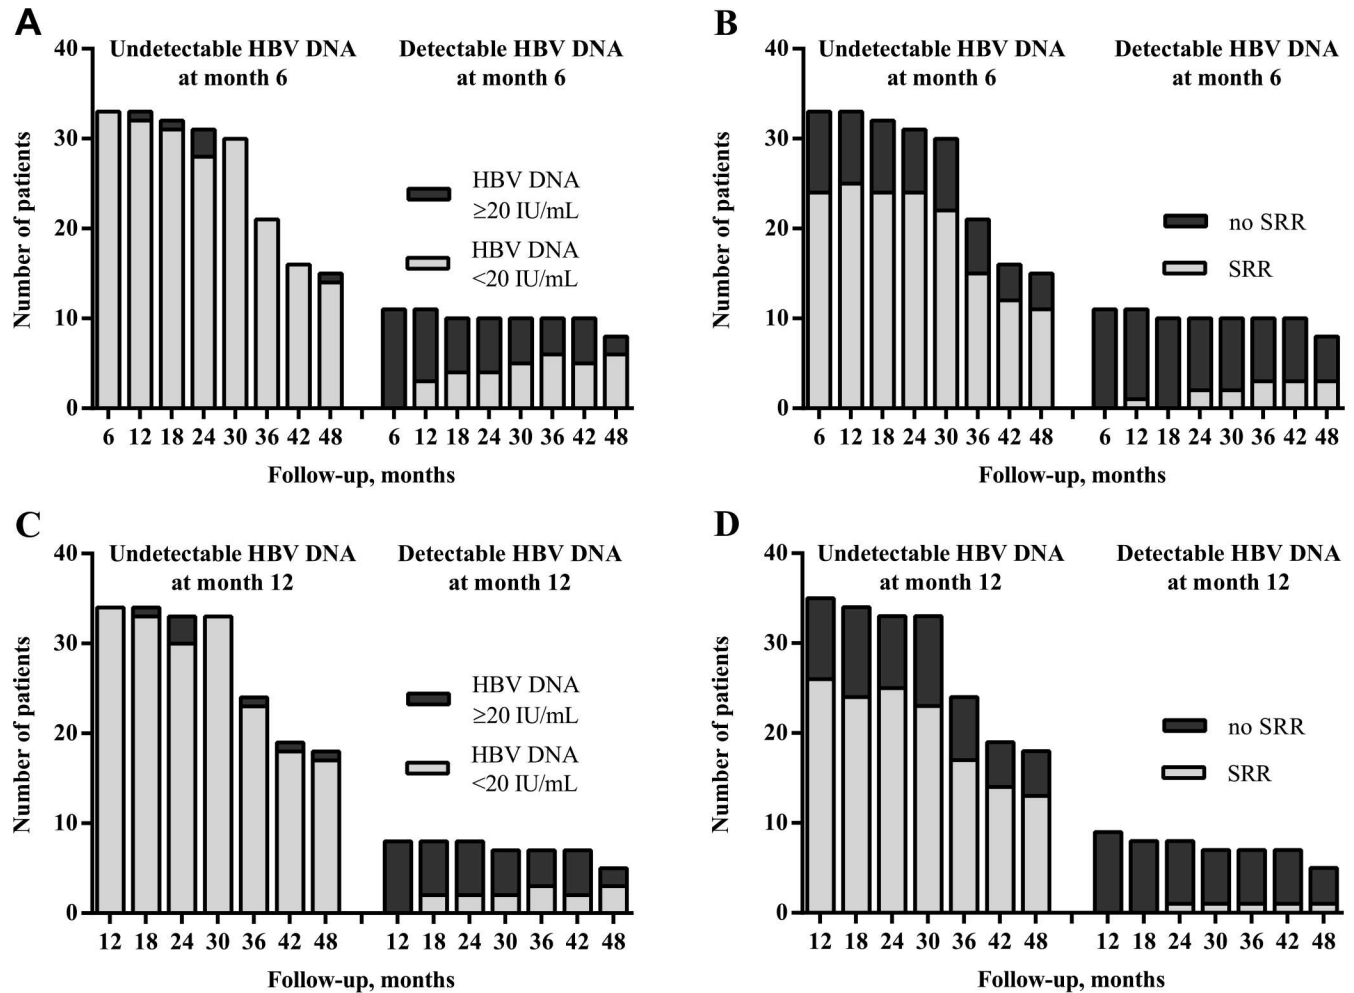 A
Undetectable HBV DNA
at month 6
Detectable HBV DNA
at month 6
40
30
20
10
0
Number of patients
HBV DNA
≥20 IU/mL
HBV DNA
<20 IU/mL
6 12 18 24 30 36 42 48
6 12 18 24 30 36 42 48
Follow-up, months
B
Undetectable HBV DNA
at month 6
Detectable HBV DNA
at month 6
40
30
20
10
0
Number of patients
no SRR
SRR
6 12 18 24 30 36 42 48
6 12 18 24 30 36 42 48
Follow-up, months
C
Undetectable HBV DNA
at month 12
Detectable HBV DNA
at month 12
40
30
20
10
0
Number of patients
HBV DNA
≥20 IU/mL
HBV DNA
<20 IU/mL
12 18 24 30 36 42 48
12 18 24 30 36 42 48
Follow-up, months
D
Undetectable HBV DNA
at month 12
Detectable HBV DNA
at month 12
40
30
20
10
0
Number of patients
no SRR
SRR
12 18 24 30 36 42 48
12 18 24 30 36 42 48
Follow-up, months